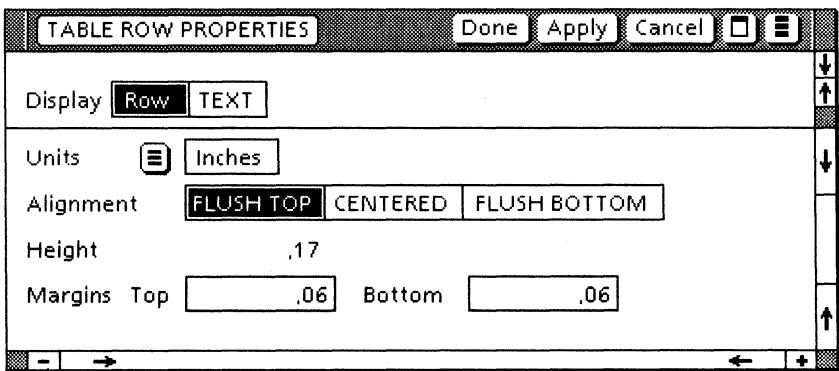 TABLE ROW PROPERTIES Done Apply Cancel
Display Row TEXT
Units Inches
Alignment FLUSH TOP CENTERED FLUSH BOTTOM
Height .17
Margins Top .06 Bottom .06